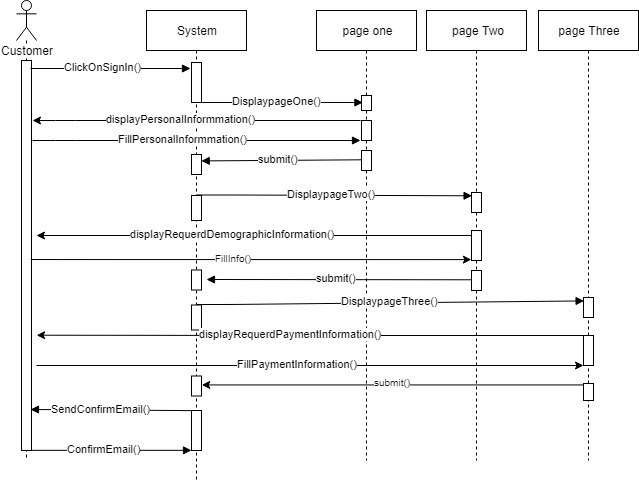 System
page one
page Two
page Three
Customer
ClickOnSignIn()
DisplaypageOne()
displayPersonalInformmation()
FillPersonalInformmation()
submit()
DisplaypageTwo()
displayRequerdDemographicInformation()
FillInfo()
submit()
DisplaypageThree()
displayRequerdPaymentInformation()
FillPaymentInformation()
submit()
SendConfirmEmail()
ConfirmEmail()